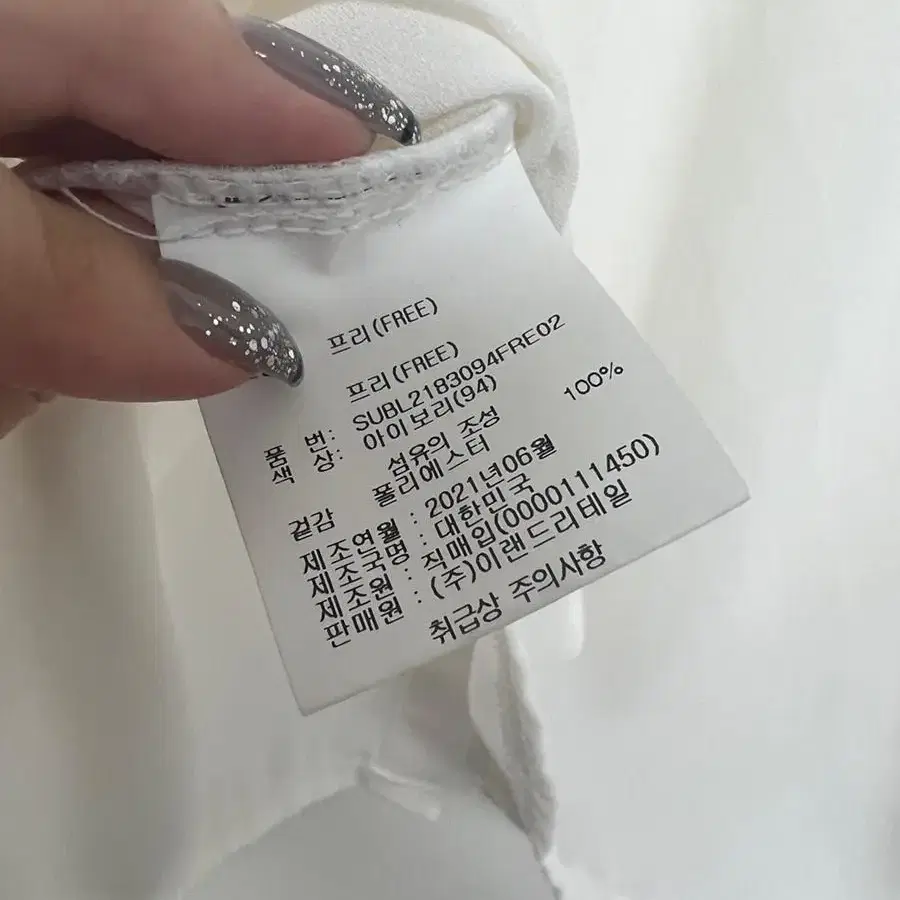 프리(FREE)
프리(FREE)
품 번: SUBL2183094FRE02
색 상: 아이보리(94)
섬유의 조성
겉감 폴리에스터 100%
제조연월 : 2021년06월
제조국명 : 대한민국
제조원 : 직매입(0000111450)
판매원 : (주)이랜드리테일
취급상 주의사항